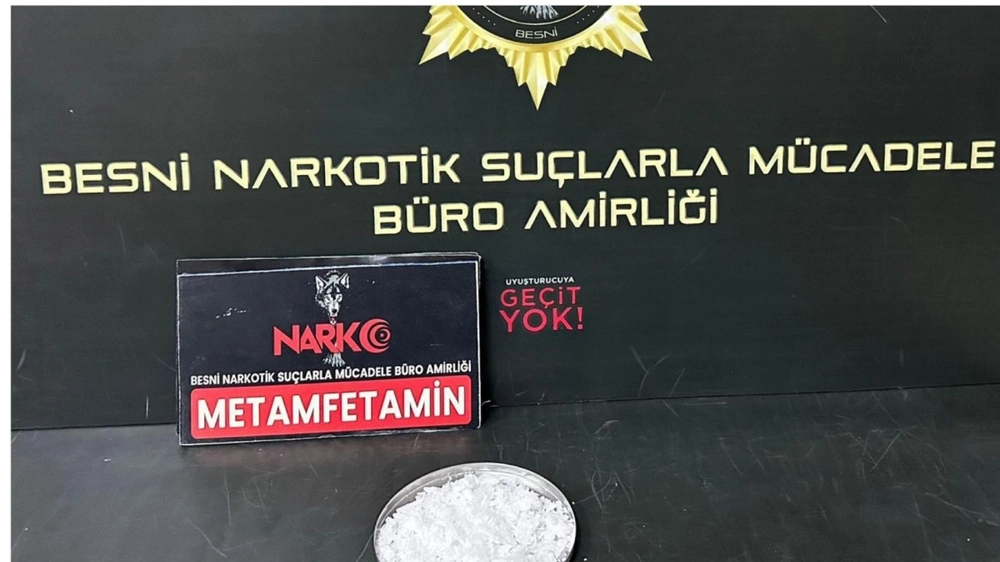 BESNİ
BESNİ NARKOTİK SUÇLARLA MÜCADELE
BÜRO AMİRLİĞİ
UYUŞTURUCUYA
GEÇİT
YOK!
NARKO
BESNİ NARKOTİK SUÇLARLA MÜCADELE BÜRO AMİRLİĞİ
METAMFETAMİN